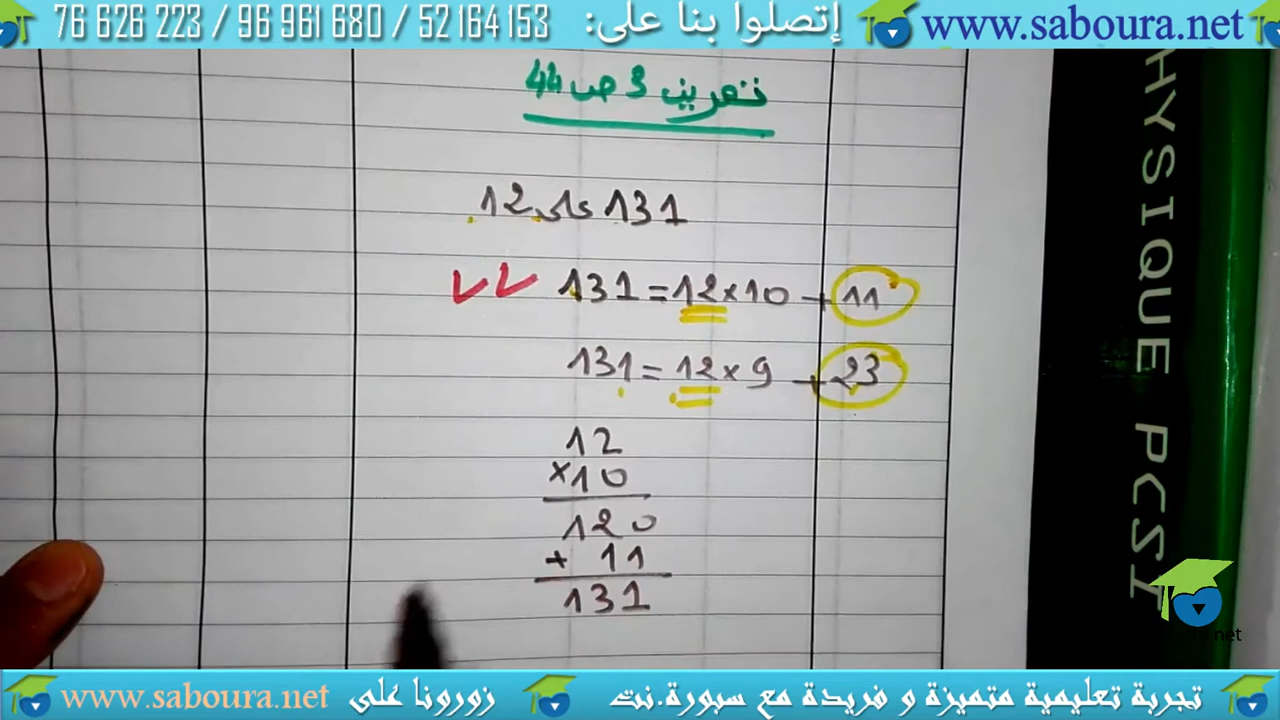 إتصلوا بنا على: 52 164 153 / 96 961 680 / 76 626 223
www.saboura.net
تمرين 3 ص 44
131 على 12
131 = 12 × 10 + 11
131 = 12 × 9 + 23
12
× 10
120
+ 11
131
PHYSIQUE PCSI
تجربة تعليمية متميزة و فريدة مع سبورة.نت
زورونا على www.saboura.net